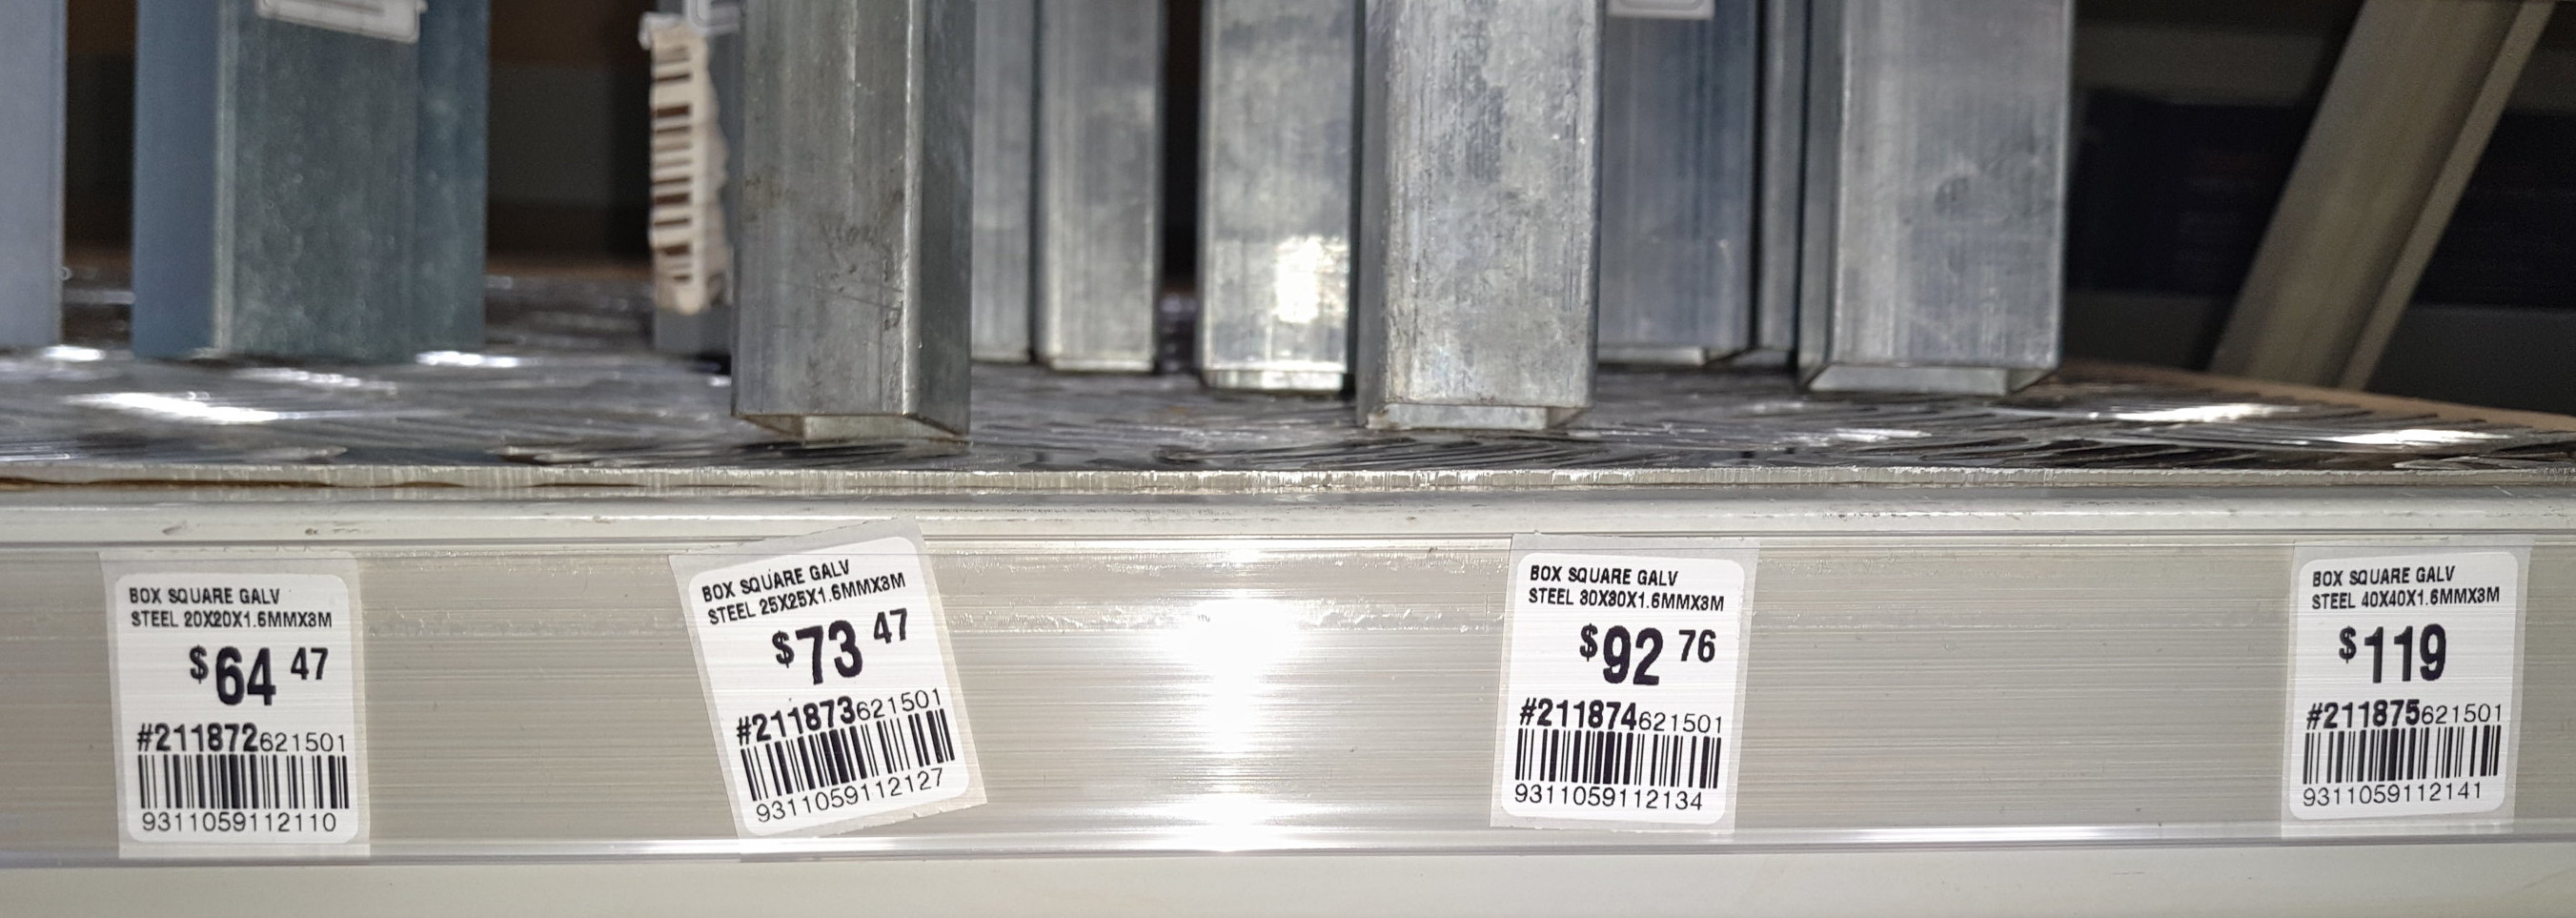 BOX SQUARE GALV
STEEL 20X20X1.6MMX3M
$64 47
#211872621501
9311059112110
BOX SQUARE GALV
STEEL 25X25X1.6MMX3M
$73 47
#211873621501
9311059112127
BOX SQUARE GALV
STEEL 30X30X1.6MMX3M
$92 76
#211874621501
9311059112134
BOX SQUARE GALV
STEEL 40X40X1.6MMX3M
$119
#211875621501
9311059112141